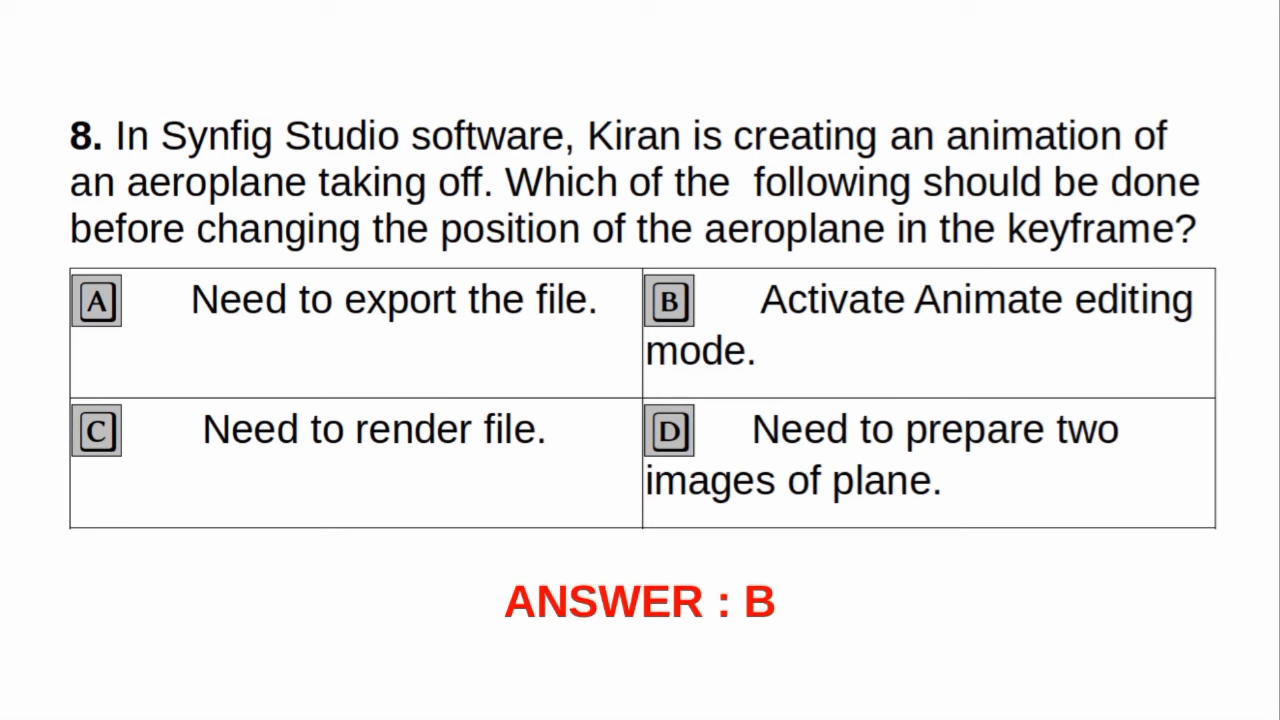 8. In Synfig Studio software, Kiran is creating an animation of
an aeroplane taking off. Which of the  following should be done
before changing the position of the aeroplane in the keyframe?
A Need to export the file.
B Activate Animate editing
mode.
C Need to render file.
D Need to prepare two
images of plane.
ANSWER : B